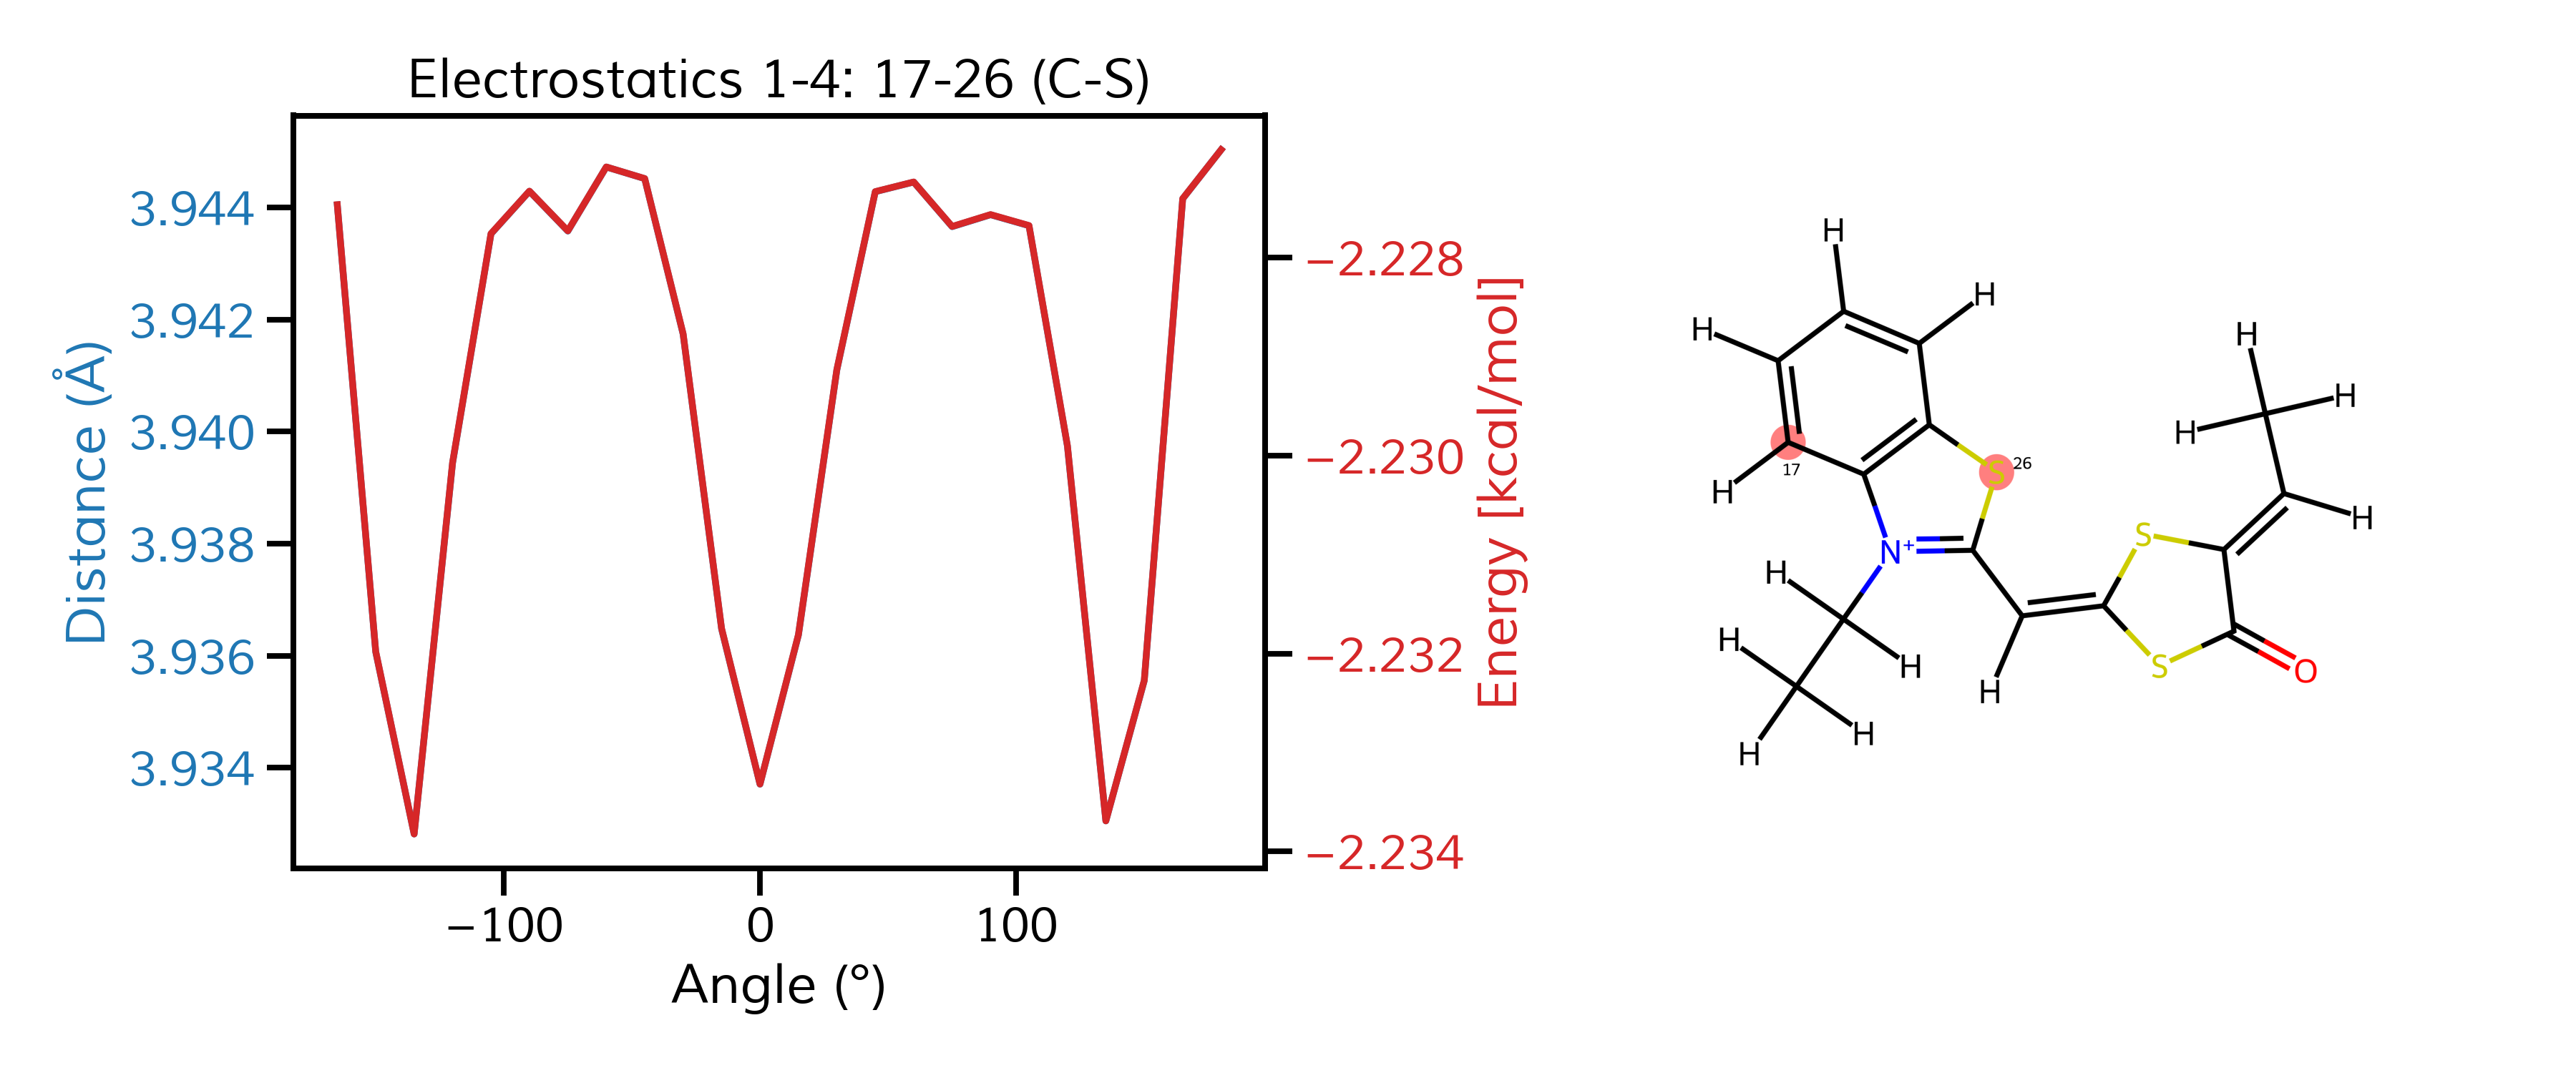 Electrostatics 1-4: 17-26 (C-S)
Distance (Å)
3.944
3.942
3.940
3.938
3.936
3.934
−2.228
−2.230
−2.232
−2.234
Energy [kcal/mol]
−100 0 100
Angle (°)
H
H
H
H
H
H
H
17
S 26
H
H
S
N+
H
H
H
S
O
H
H
H